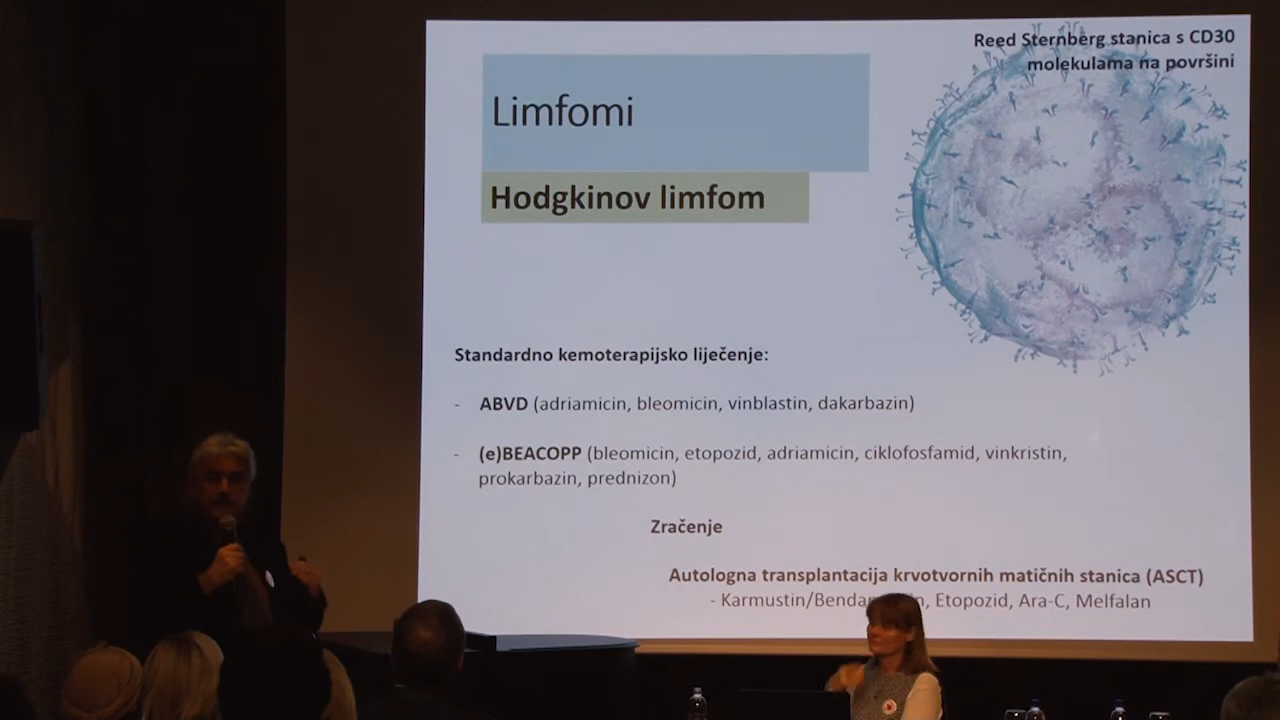 Reed Sternberg stanica s CD30
molekulama na površini
Limfomi
Hodgkinov limfom
Standardno kemoterapijsko liječenje:
- ABVD (adriamicin, bleomicin, vinblastin, dakarbazin)
- (e)BEACOPP (bleomicin, etopozid, adriamicin, ciklofosfamid, vinkristin,
prokarbazin, prednizon)
Zračenje
Autologna transplantacija krvotvornih matičnih stanica (ASCT)
- Karmustin/ Etopozid, Ara-C, Melfalan